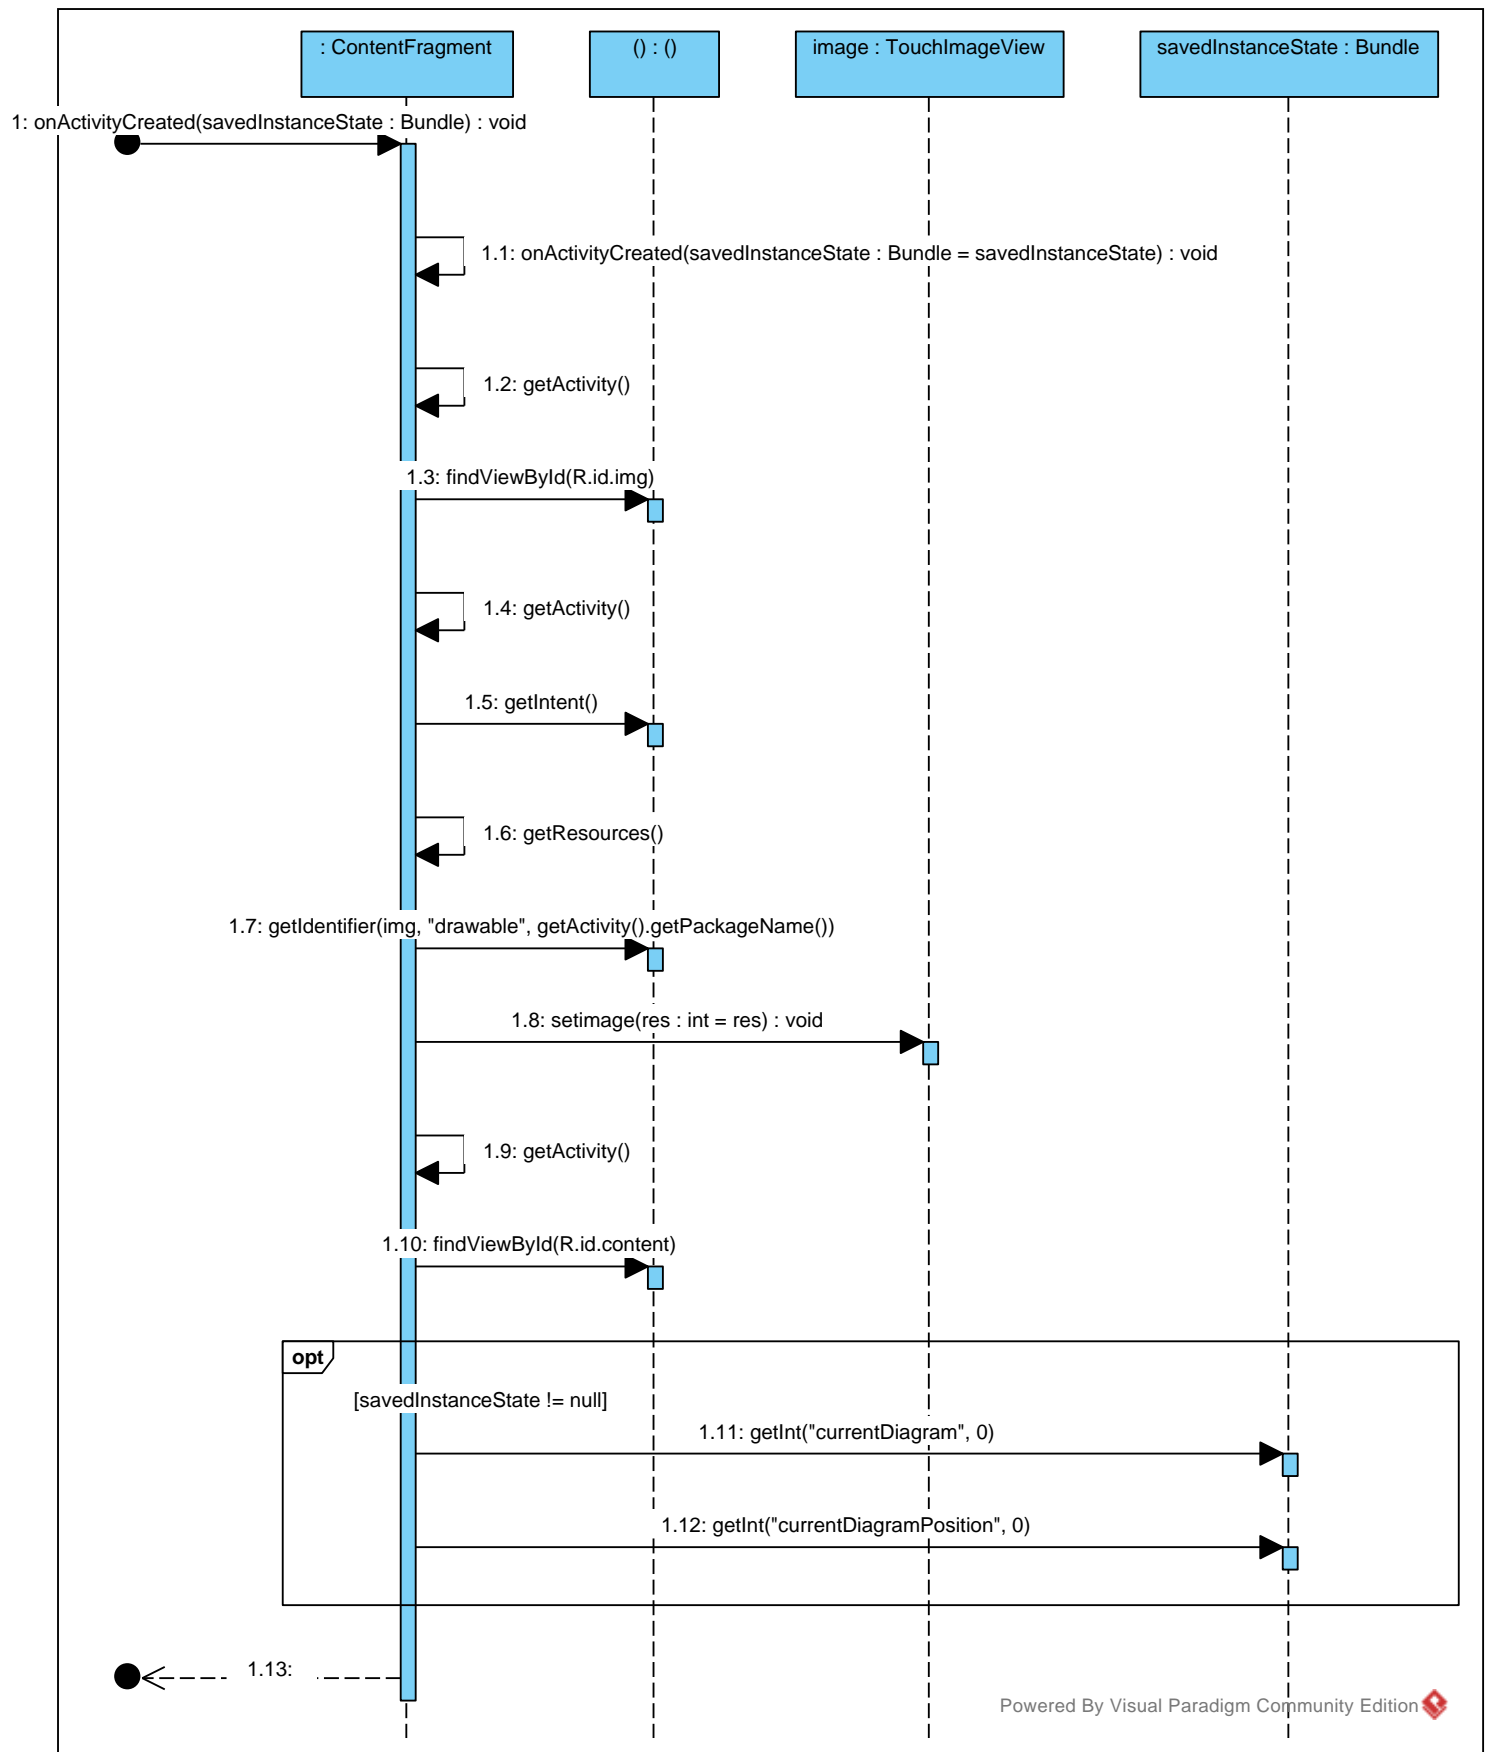 : ContentFragment
() : ()
image : TouchImageView
savedInstanceState : Bundle
1: onActivityCreated(savedInstanceState : Bundle) : void
1.1: onActivityCreated(savedInstanceState : Bundle = savedInstanceState) : void
1.2: getActivity()
1.3: findViewById(R.id.img)
1.4: getActivity()
1.5: getIntent()
1.6: getResources()
1.7: getIdentifier(img, "drawable", getActivity().getPackageName())
1.8: setimage(res : int = res) : void
1.9: getActivity()
1.10: findViewById(R.id.content)
opt
[savedInstanceState != null]
1.11: getInt("currentDiagram", 0)
1.12: getInt("currentDiagramPosition", 0)
1.13:
Powered By Visual Paradigm Community Edition